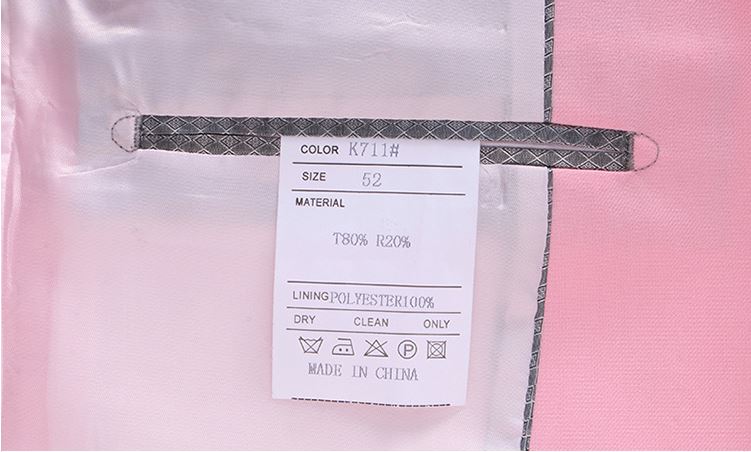 COLOR K711#
SIZE 52
MATERIAL
T80% R20%
LINING POLYESTER100%
DRY CLEAN ONLY
P
MADE IN CHINA